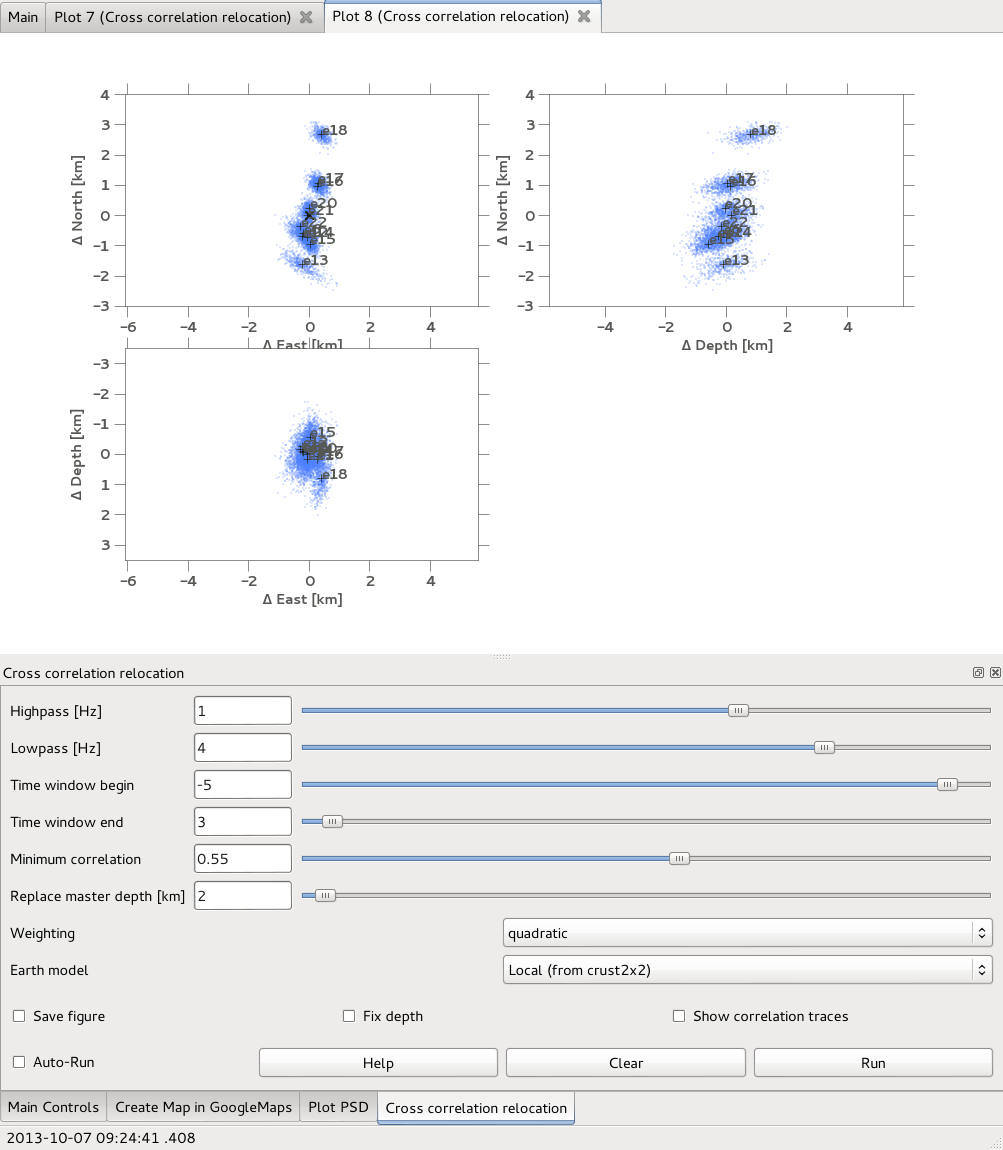 Main
Plot 7 (Cross correlation relocation)
Plot 8 (Cross correlation relocation)
4
3
2
1
0
−1
−2
−3
Δ North [km]
e18
e17
e16
e20
e21
e22
e15
e13
−6 −4 −2 0 2 4
Δ East [km]
4
3
2
1
0
−1
−2
−3
Δ North [km]
e18
e17
e16
e20
e21
e22
e15
e13
−4 −2 0 2 4
Δ Depth [km]
−3
−2
−1
0
1
2
3
Δ Depth [km]
e15
e18
−6 −4 −2 0 2 4
Δ East [km]
Cross correlation relocation
Highpass [Hz] 1
Lowpass [Hz] 4
Time window begin -5
Time window end 3
Minimum correlation 0.55
Replace master depth [km] 2
Weighting quadratic
Earth model Local (from crust2x2)
Save figure Fix depth Show correlation traces
Auto-Run Help Clear Run
Main Controls Create Map in GoogleMaps Plot PSD Cross correlation relocation
2013-10-07 09:24:41 .408